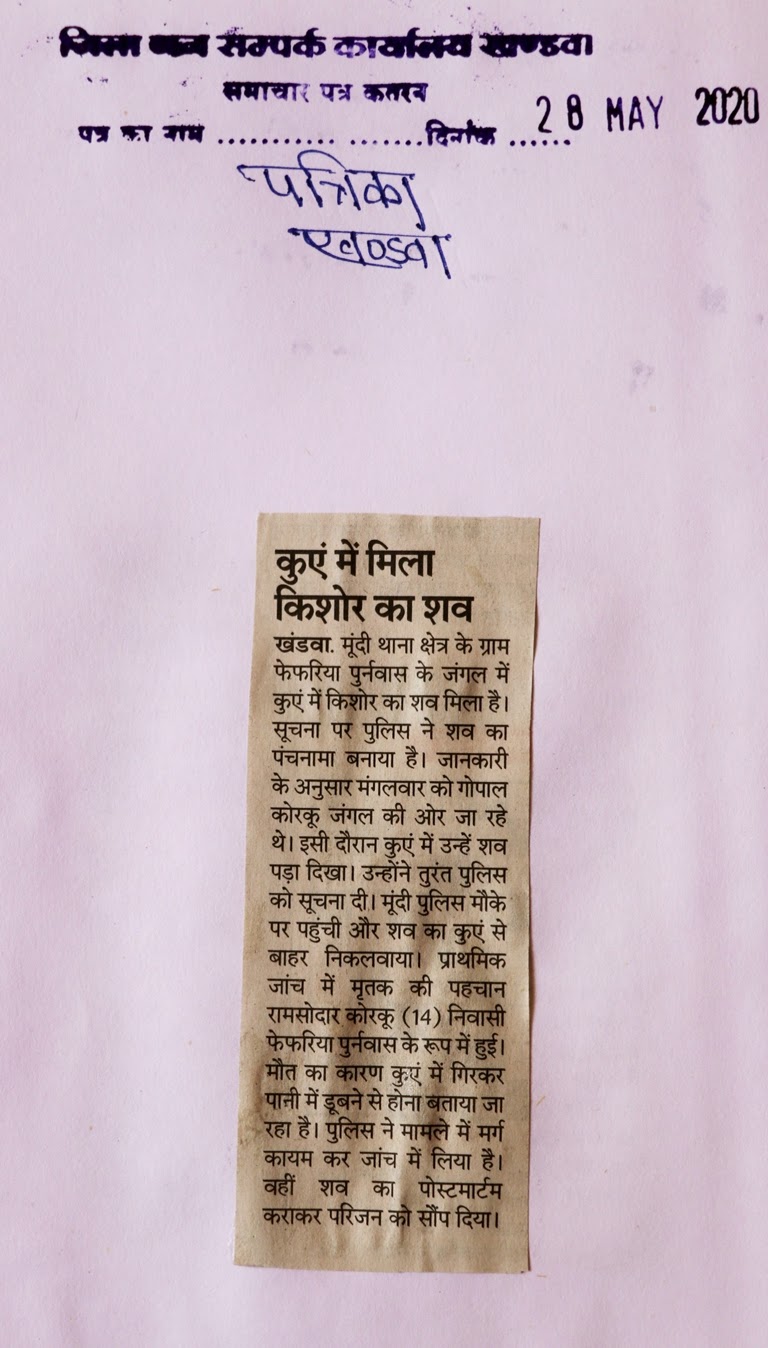 जिला जन सम्पर्क कार्यालय खण्डवा
समाचार पत्र कतरन
पत्र का नाम .................. दिनांक ...... 28 MAY 2020
पत्रिका
खण्डवा
कुएं में मिला
किशोर का शव
खंडवा. मूंदी थाना क्षेत्र के ग्राम
फेफरिया पुर्नवास के जंगल में
कुएं में किशोर का शव मिला है।
सूचना पर पुलिस ने शव का
पंचनामा बनाया है। जानकारी
के अनुसार मंगलवार को गोपाल
कोरकू जंगल की ओर जा रहे
थे। इसी दौरान कुएं में उन्हें शव
पड़ा दिखा। उन्होंने तुरंत पुलिस
को सूचना दी। मूंदी पुलिस मौके
पर पहुंची और शव का कुएं से
बाहर निकलवाया। प्राथमिक
जांच में मृतक की पहचान
रामसोदार कोरकू (14) निवासी
फेफरिया पुर्नवास के रूप में हुई।
मौत का कारण कुएं में गिरकर
पानी में डूबने से होना बताया जा
रहा है। पुलिस ने मामले में मर्ग
कायम कर जांच में लिया है।
वहीं शव का पोस्टमार्टम
कराकर परिजन को सौंप दिया।